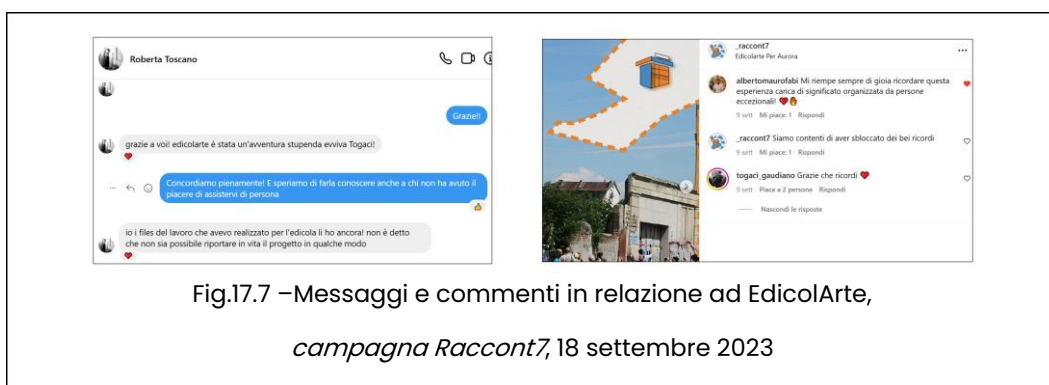 Roberta Toscano
Grazie!!
grazie a voi! edicolarte è stata un'avventura stupenda evviva Togaci!
Concordiamo pienamente! E speriamo di farla conoscere anche a chi non ha avuto il
piacere di assistervi di persona
io i files del lavoro che avevo realizzato per l'edicola li ho ancora! non è detto
che non sia possibile riportare in vita il progetto in qualche modo
_raccont7
Edicolarte Per Aurora
albertomaurofabi Mi riempe sempre di gioia ricordare questa
esperienza carica di significato organizzata da persone
eccezionali!
9 sett Mi piace: 1 Rispondi
_raccont7 Siamo contenti di aver sbloccato dei bei ricordi
9 sett Mi piace: 1 Rispondi
togaci_gaudiano Grazie che ricordi
9 sett Piace a 2 persone Rispondi
Nascondi le risposte
Fig.17.7 –Messaggi e commenti in relazione ad EdicolArte,
campagna Raccont7, 18 settembre 2023